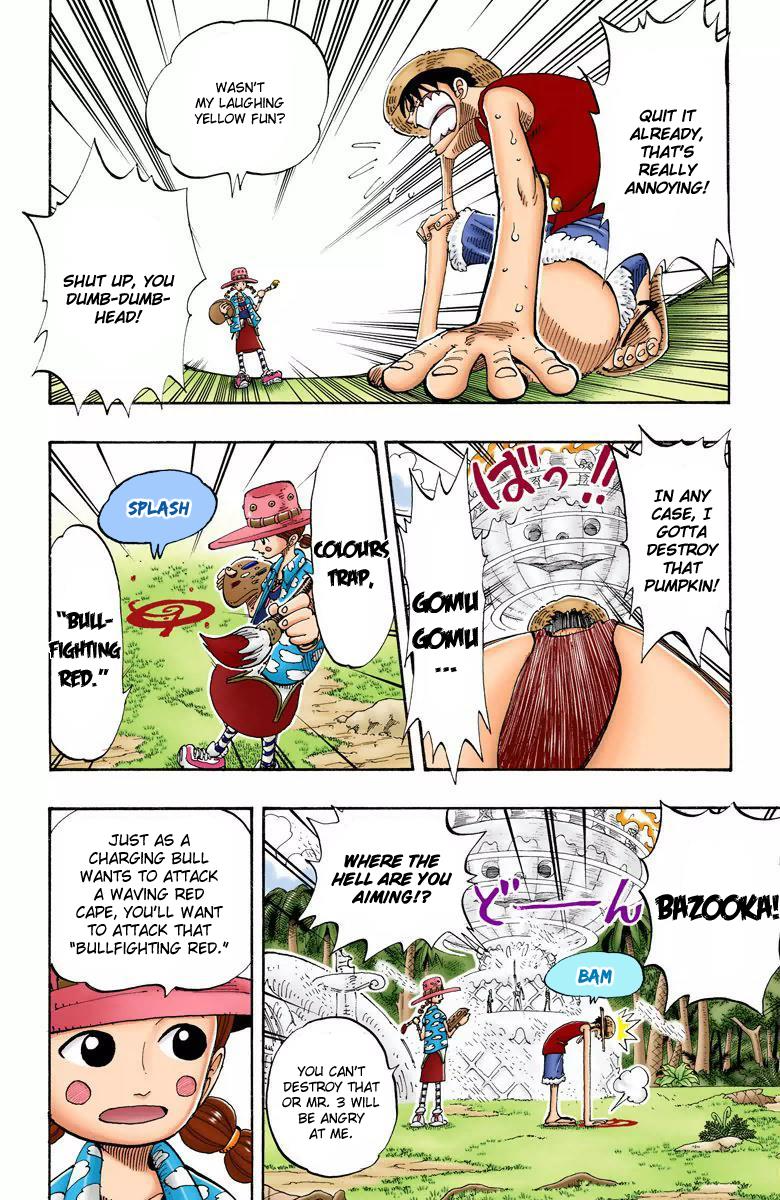 QUIT IT
ALREADY,
THAT'S
REALLY
ANNOYING!
WASN'T
MY LAUGHING
YELLOW FUN?
SHUT UP, YOU
DUMB-DUMB-
HEAD!
IN ANY
CASE, I
GOTTA
DESTROY
THAT
PUMPKIN!
ばっ!!
GOMU
GOMU
...
COLOURS
TRAP,
SPLASH
"BULL-
FIGHTING
RED."
BAZOOKA!
どーん
WHERE THE
HELL ARE YOU
AIMING!?
BAM
YOU CAN'T
DESTROY THAT
OR MR. 3 WILL
BE ANGRY
AT ME.
JUST AS A
CHARGING BULL
WANTS TO ATTACK
A WAVING RED
CAPE, YOU'LL WANT
TO ATTACK THAT
"BULLFIGHTING RED."